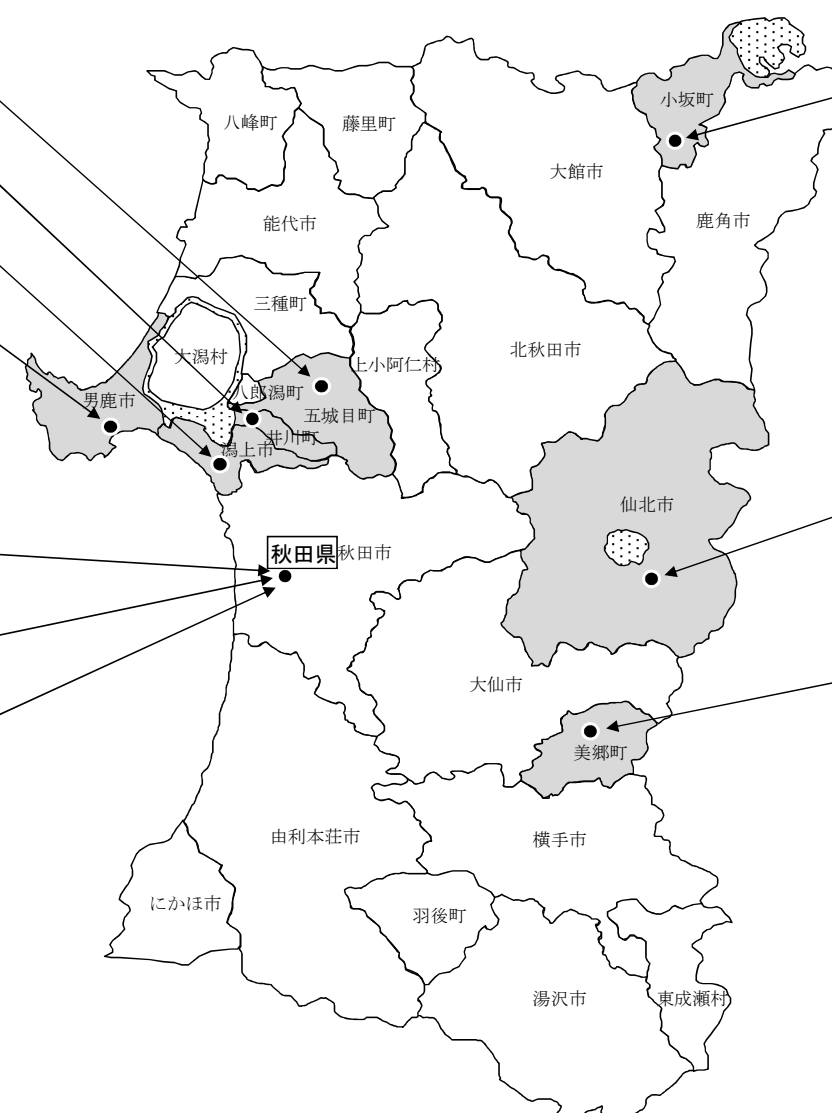 小坂町
八峰町
藤里町
大館市
鹿角市
能代市
三種町
大潟村
上小阿仁村
北秋田市
男鹿市
八郎潟町
五城目町
井川町
潟上市
仙北市
秋田県
秋田市
大仙市
美郷町
由利本荘市
横手市
にかほ市
羽後町
湯沢市
東成瀬村